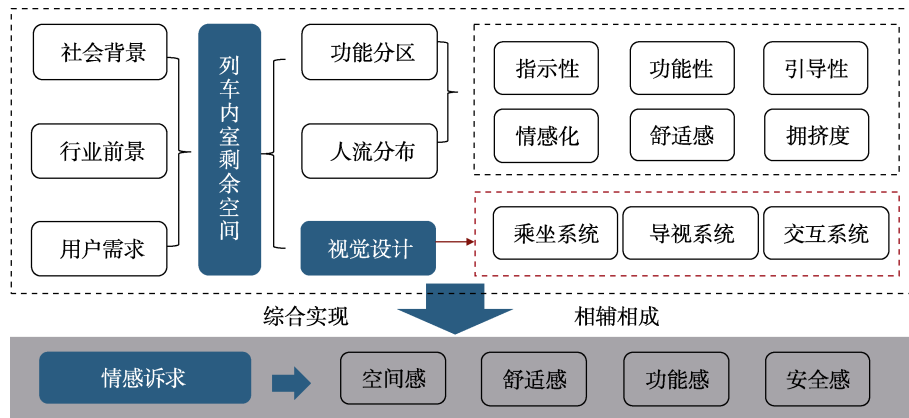 社会背景
行业前景
用户需求
列车内室剩余空间
功能分区
人流分布
视觉设计
指示性
功能性
引导性
情感化
舒适感
拥挤度
乘坐系统
导视系统
交互系统
综合实现
相辅相成
情感诉求
空间感
舒适感
功能感
安全感